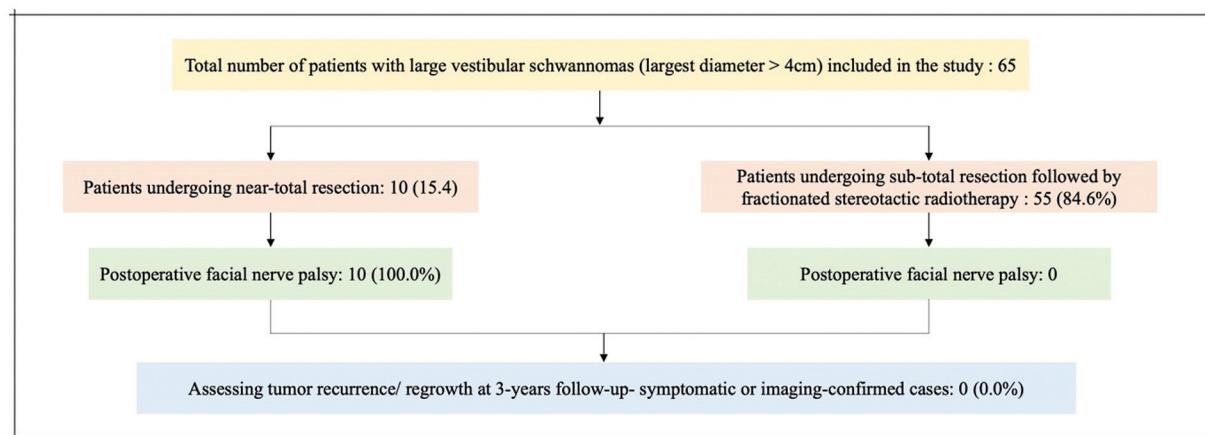 Total number of patients with large vestibular schwannomas (largest diameter > 4cm) included in the study : 65
Patients undergoing near-total resection: 10 (15.4)
Patients undergoing sub-total resection followed by
fractionated stereotactic radiotherapy : 55 (84.6%)
Postoperative facial nerve palsy: 10 (100.0%)
Postoperative facial nerve palsy: 0
Assessing tumor recurrence/ regrowth at 3-years follow-up- symptomatic or imaging-confirmed cases: 0 (0.0%)